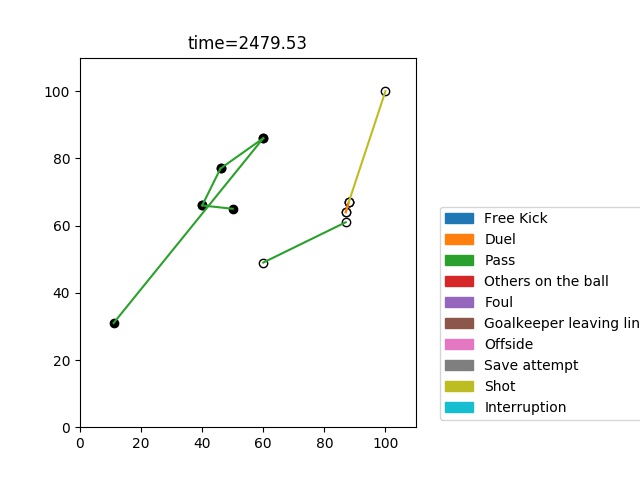 time=2479.53
100
80
60
40
20
0
0 20 40 60 80 100
Free Kick
Duel
Pass
Others on the ball
Foul
Goalkeeper leaving lin
Offside
Save attempt
Shot
Interruption